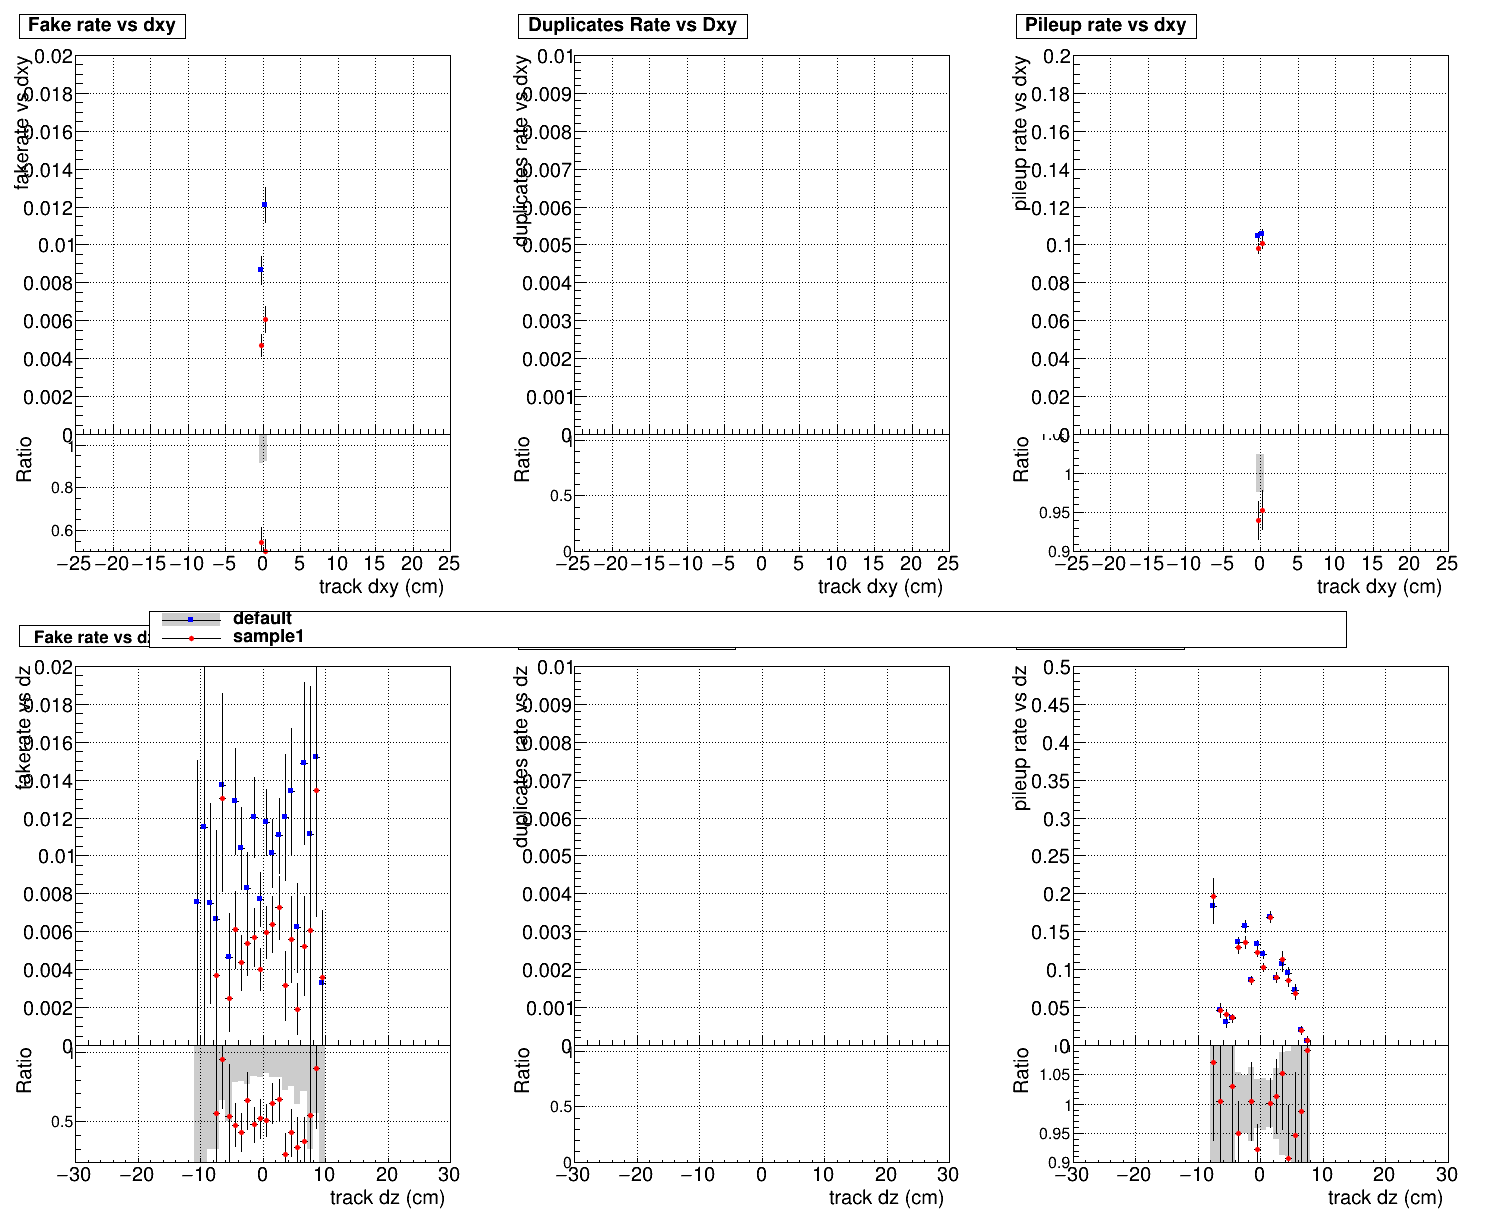 Fake rate vs dxy
Duplicates Rate vs Dxy
Pileup rate vs dxy
fakerate vs dxy
0.02
0.018
0.016
0.014
0.012
0.01
0.008
0.006
0.004
0.002
0
Ratio
1
0.8
0.6
−25 −20 −15 −10 −5 0 5 10 15 20 25
track dxy (cm)
duplicates rate vs dxy
0.01
0.009
0.008
0.007
0.006
0.005
0.004
0.003
0.002
0.001
0
Ratio
1
0.5
0
−25 −20 −15 −10 −5 0 5 10 15 20 25
track dxy (cm)
pileup rate vs dxy
0.2
0.18
0.16
0.14
0.12
0.1
0.08
0.06
0.04
0.02
0
Ratio
1
0.95
0.9
−25 −20 −15 −10 −5 0 5 10 15 20 25
track dxy (cm)
default
sample1
Fake rate vs
fakerate vs dz
0.02
0.018
0.016
0.014
0.012
0.01
0.008
0.006
0.004
0.002
0
Ratio
1
0.5
−30 −20 −10 0 10 20 30
track dz (cm)
duplicates rate vs dz
0.01
0.009
0.008
0.007
0.006
0.005
0.004
0.003
0.002
0.001
0
Ratio
1
0.5
0
−30 −20 −10 0 10 20 30
track dz (cm)
pileup rate vs dz
0.5
0.45
0.4
0.35
0.3
0.25
0.2
0.15
0.1
0.05
0
Ratio
1.05
1
0.95
0.9
−30 −20 −10 0 10 20 30
track dz (cm)